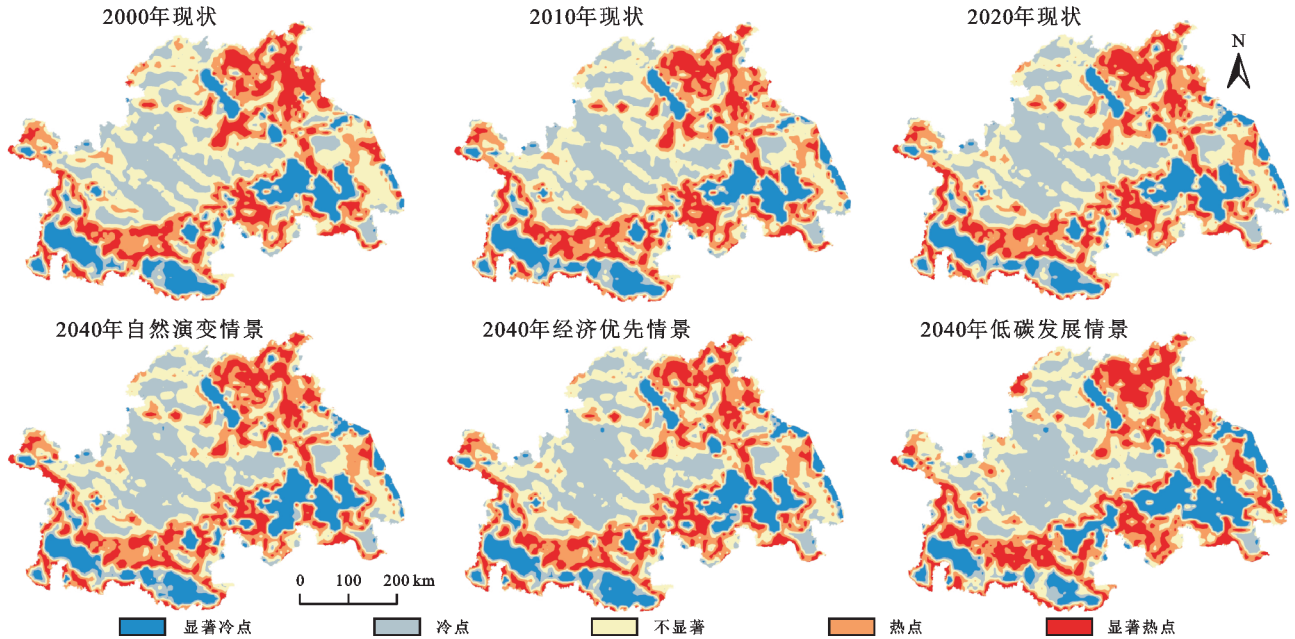 2000年现状
2010年现状
2020年现状
N
2040年自然演变情景
2040年经济优先情景
2040年低碳发展情景
0 100 200 km
显著冷点
冷点
不显著
热点
显著热点